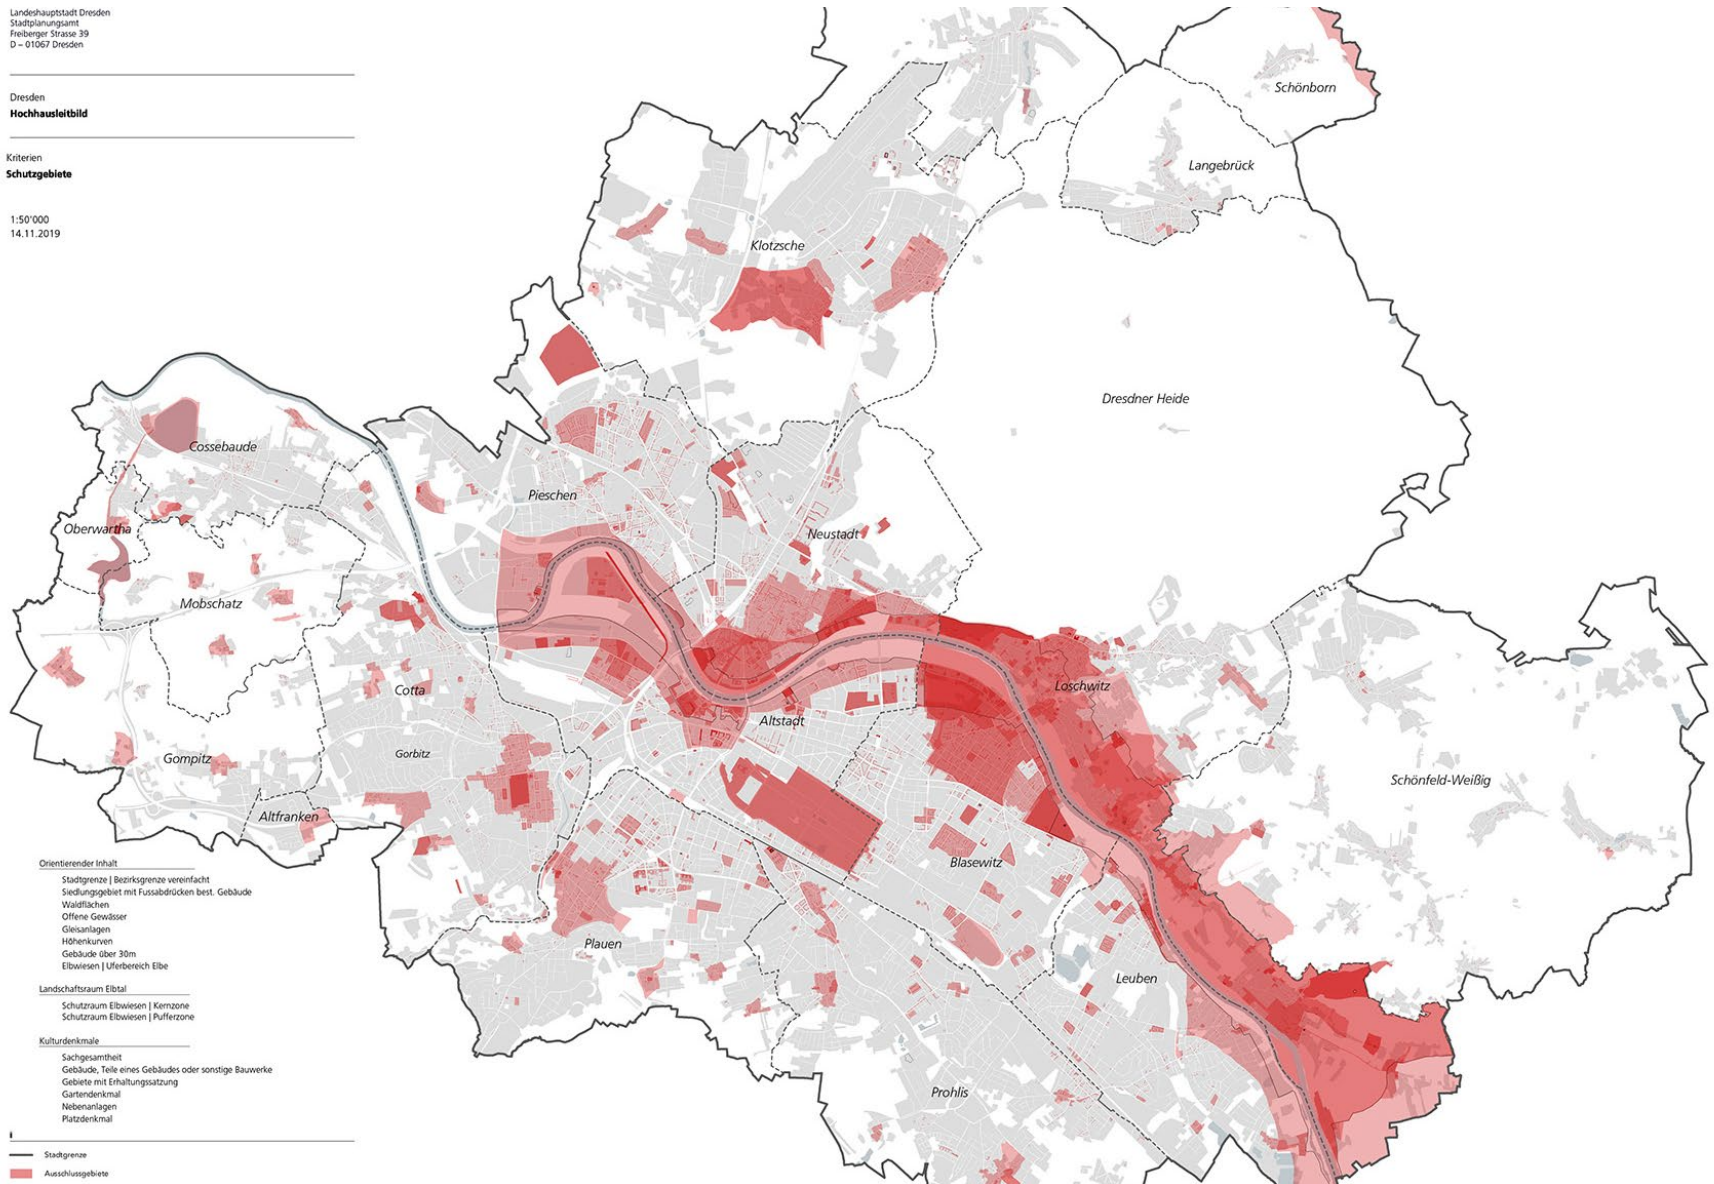 Landeshauptstadt Dresden
Stadtplanungsamt
Freiberger Strasse 39
D – 01067 Dresden
Dresden
Hochhausleitbild
Kriterien
Schutzgebiete
1:50'000
14.11.2019
Schönborn
Langebrück
Klotzsche
Dresdner Heide
Cossebaude
Pieschen
Oberwartha
Neustadt
Mobschatz
Loschwitz
Cotta
Altstadt
Gorbitz
Gompitz
Schönfeld-Weißig
Altfranken
Blasewitz
Plauen
Leuben
Prohlis
Orientierender Inhalt
Stadtgrenze | Bezirksgrenze vereinfacht
Siedlungsgebiet mit Fussabdrücken best. Gebäude
Waldflächen
Offene Gewässer
Gleisanlagen
Höhenkurven
Gebäude über 30m
Elbwiesen | Uferbereich Elbe
Landschaftsraum Elbtal
Schutzraum Elbwiesen | Kernzone
Schutzraum Elbwiesen | Pufferzone
Kulturdenkmale
Sachgesamtheit
Gebäude, Teile eines Gebäudes oder sonstige Bauwerke
Gebiete mit Erhaltungssatzung
Gartendenkmal
Nebenanlagen
Platzdenkmal
Stadtgrenze
Ausschlussgebiete